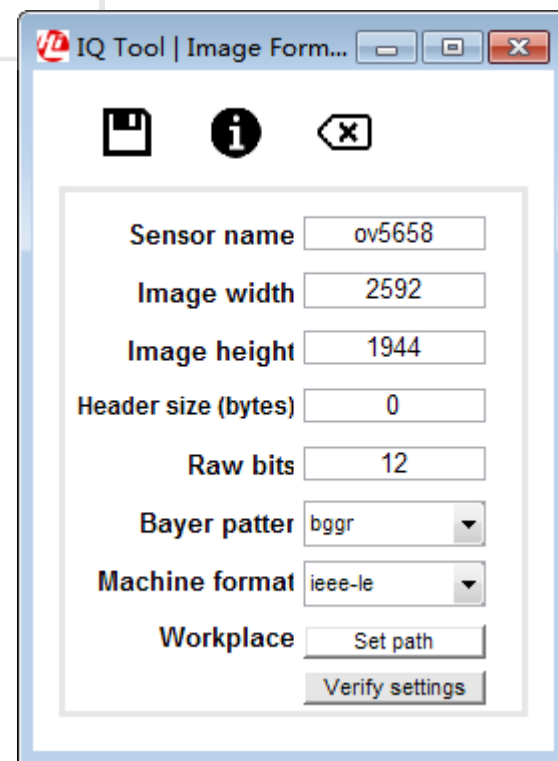 IQ Tool | Image Form...
Sensor name ov5658
Image width 2592
Image height 1944
Header size (bytes) 0
Raw bits 12
Bayer patter bggr
Machine format ieee-le
Workplace Set path
Verify settings